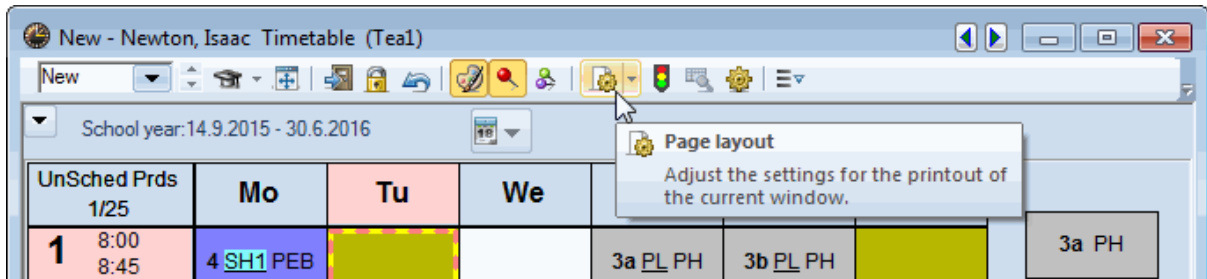 New - Newton, Isaac Timetable (Tea1)
New
School year:14.9.2015 - 30.6.2016
18
Page layout
Adjust the settings for the printout of
the current window.
UnSched Prds
1/25
Mo
Tu
We
1
8:00
8:45
4 SH1 PEB
3a PL PH
3b PL PH
3a PH